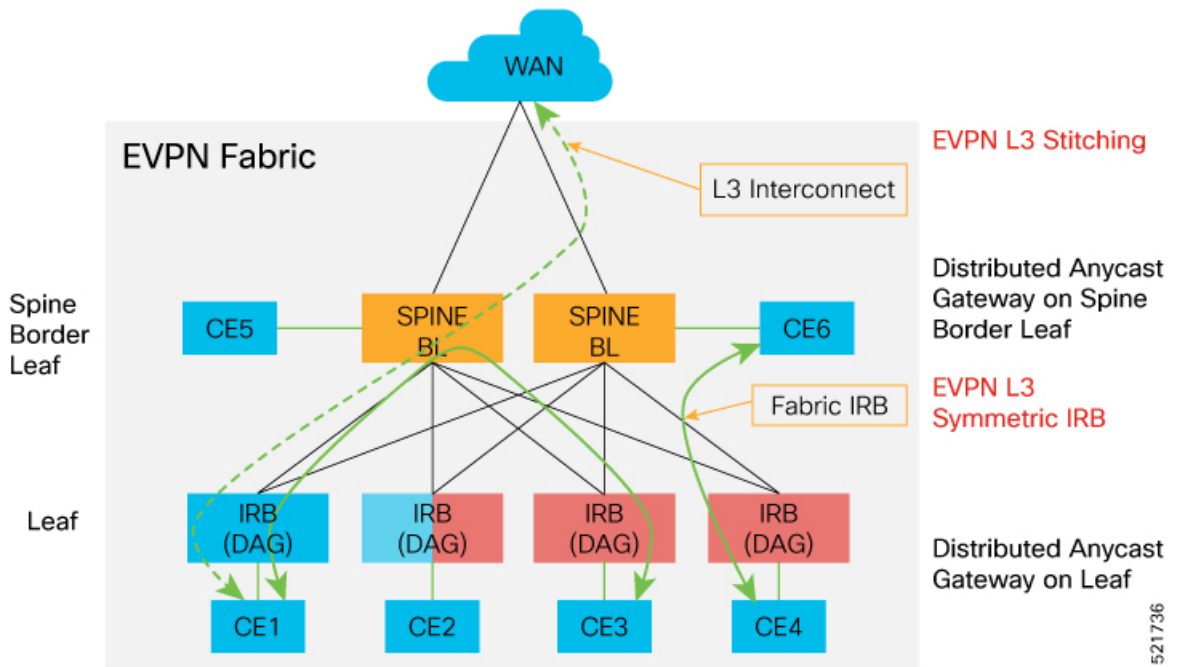 WAN
EVPN Fabric
EVPN L3 Stitching
L3 Interconnect
Spine
Border
Leaf
CE5
SPINE
BL
SPINE
BL
CE6
Distributed Anycast
Gateway on Spine
Border Leaf
Fabric IRB
EVPN L3
Symmetric IRB
Leaf
IRB
(DAG)
IRB
(DAG)
IRB
(DAG)
IRB
(DAG)
Distributed Anycast
Gateway on Leaf
CE1
CE2
CE3
CE4
521736